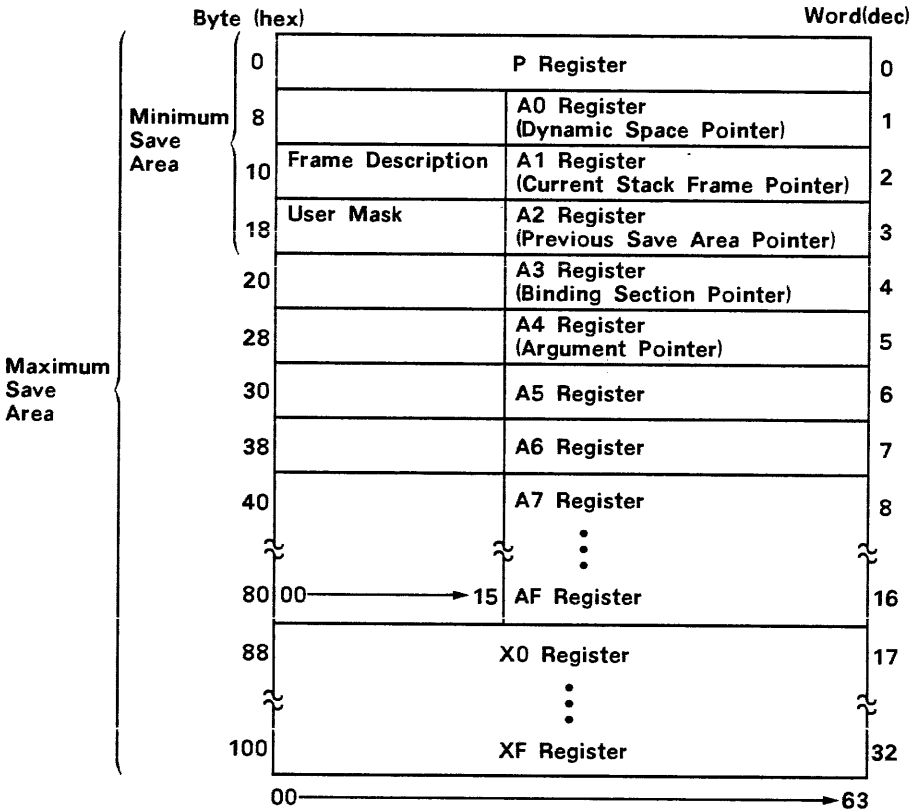 Byte (hex) Word(dec)
0 P Register 0
Minimum
Save
Area
8 A0 Register 1
(Dynamic Space Pointer)
10 Frame Description A1 Register 2
(Current Stack Frame Pointer)
18 User Mask A2 Register 3
(Previous Save Area Pointer)
20 A3 Register 4
(Binding Section Pointer)
28 A4 Register 5
(Argument Pointer)
Maximum
Save
Area
30 A5 Register 6
38 A6 Register 7
40 A7 Register 8
80 00 15 AF Register 16
88 X0 Register 17
100 XF Register 32
00 63